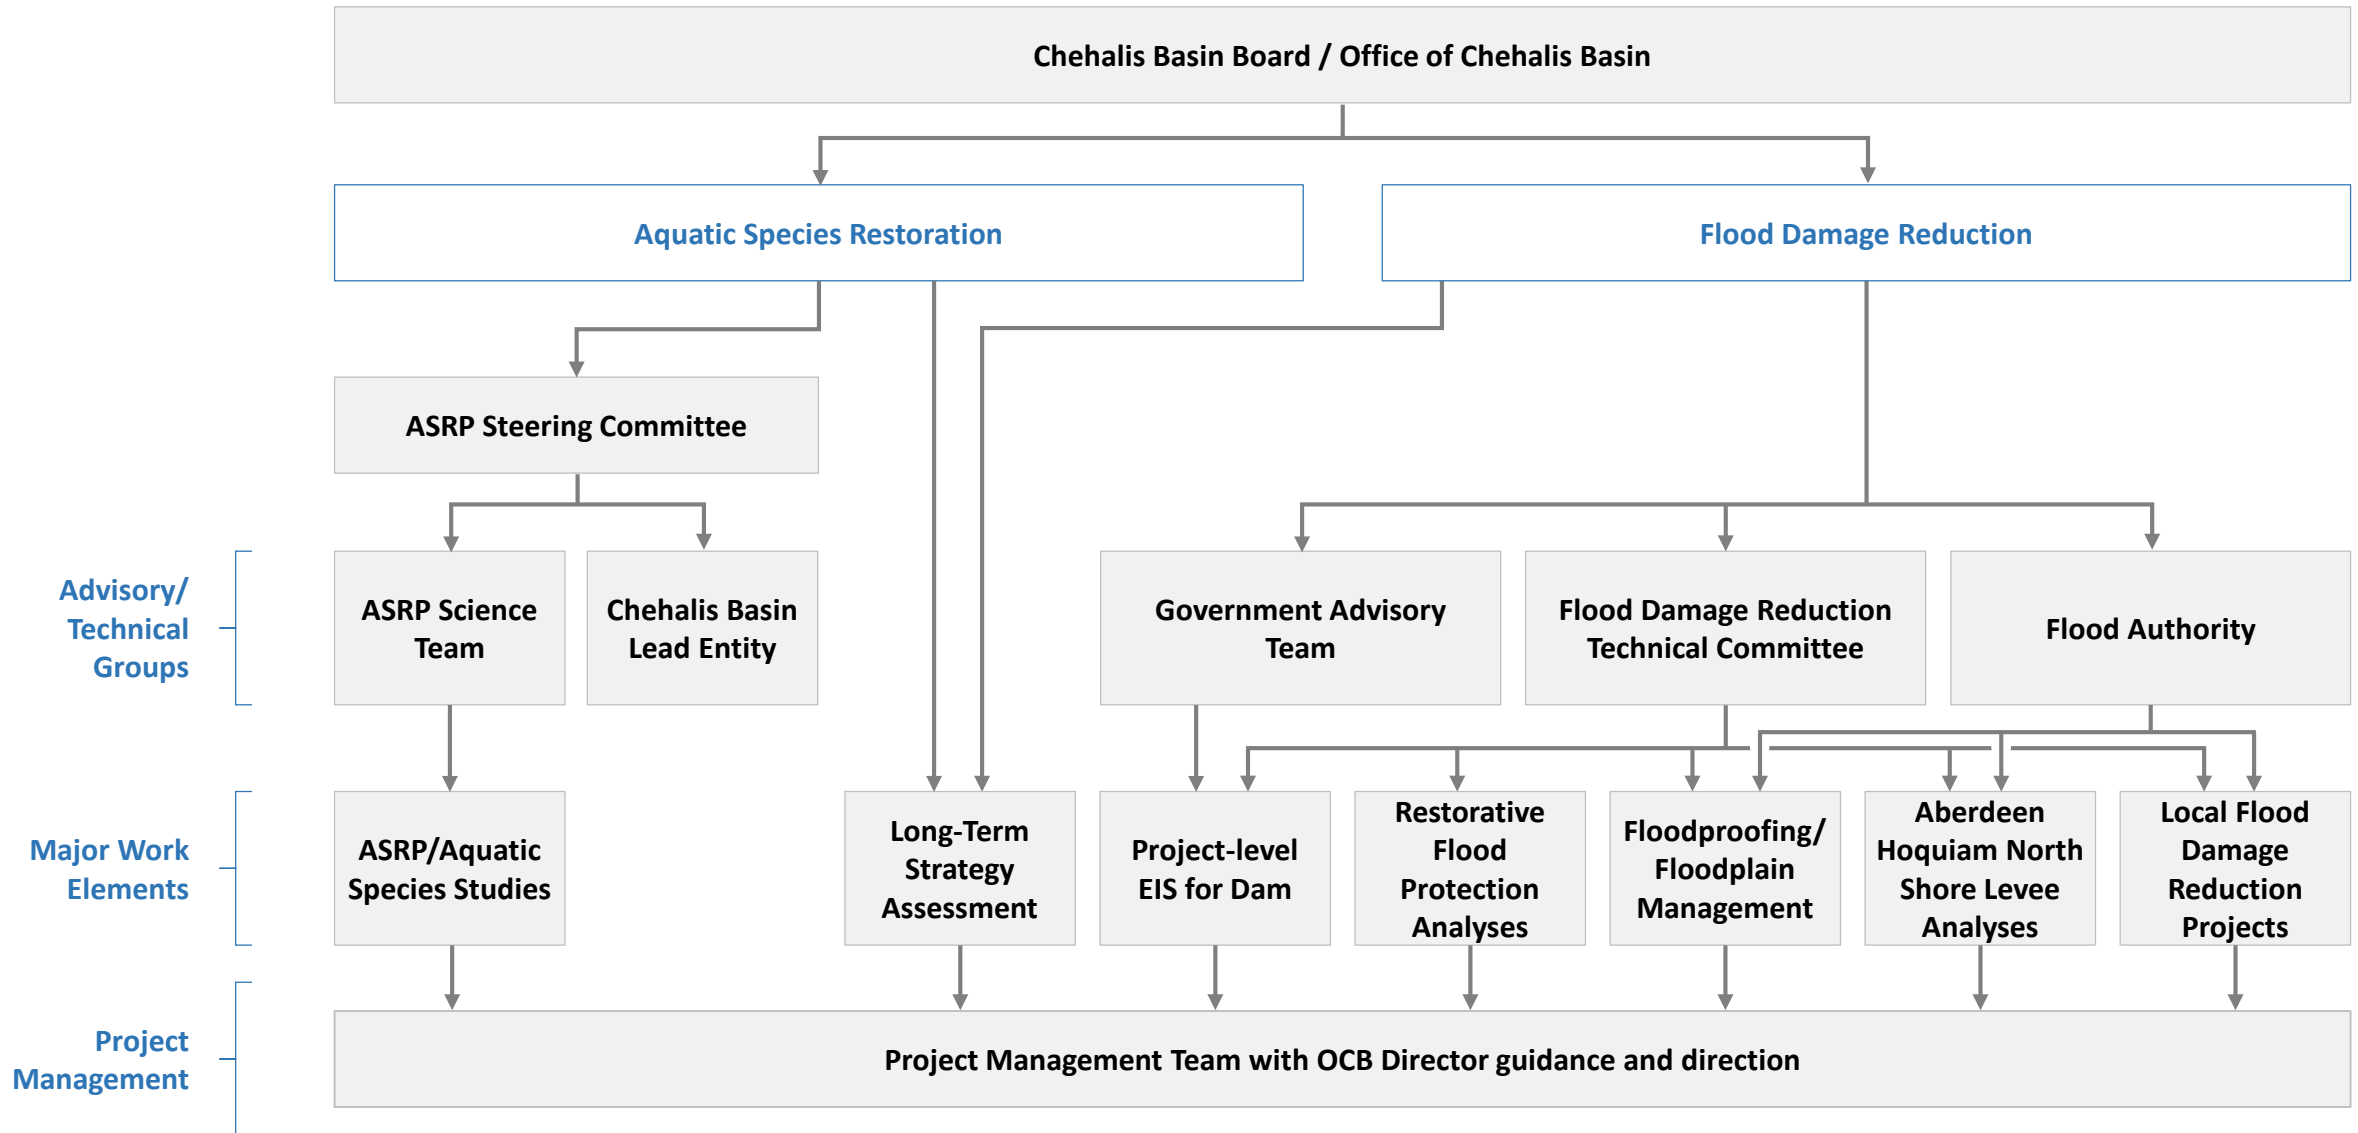 Chehalis Basin Board / Office of Chehalis Basin
Aquatic Species Restoration
Flood Damage Reduction
ASRP Steering Committee
Advisory/
Technical
Groups
ASRP Science
Team
Chehalis Basin
Lead Entity
Government Advisory
Team
Flood Damage Reduction
Technical Committee
Flood Authority
Major Work
Elements
ASRP/Aquatic
Species Studies
Long-Term
Strategy
Assessment
Project-level
EIS for Dam
Restorative
Flood
Protection
Analyses
Floodproofing/
Floodplain
Management
Aberdeen
Hoquiam North
Shore Levee
Analyses
Local Flood
Damage
Reduction
Projects
Project
Management
Project Management Team with OCB Director guidance and direction